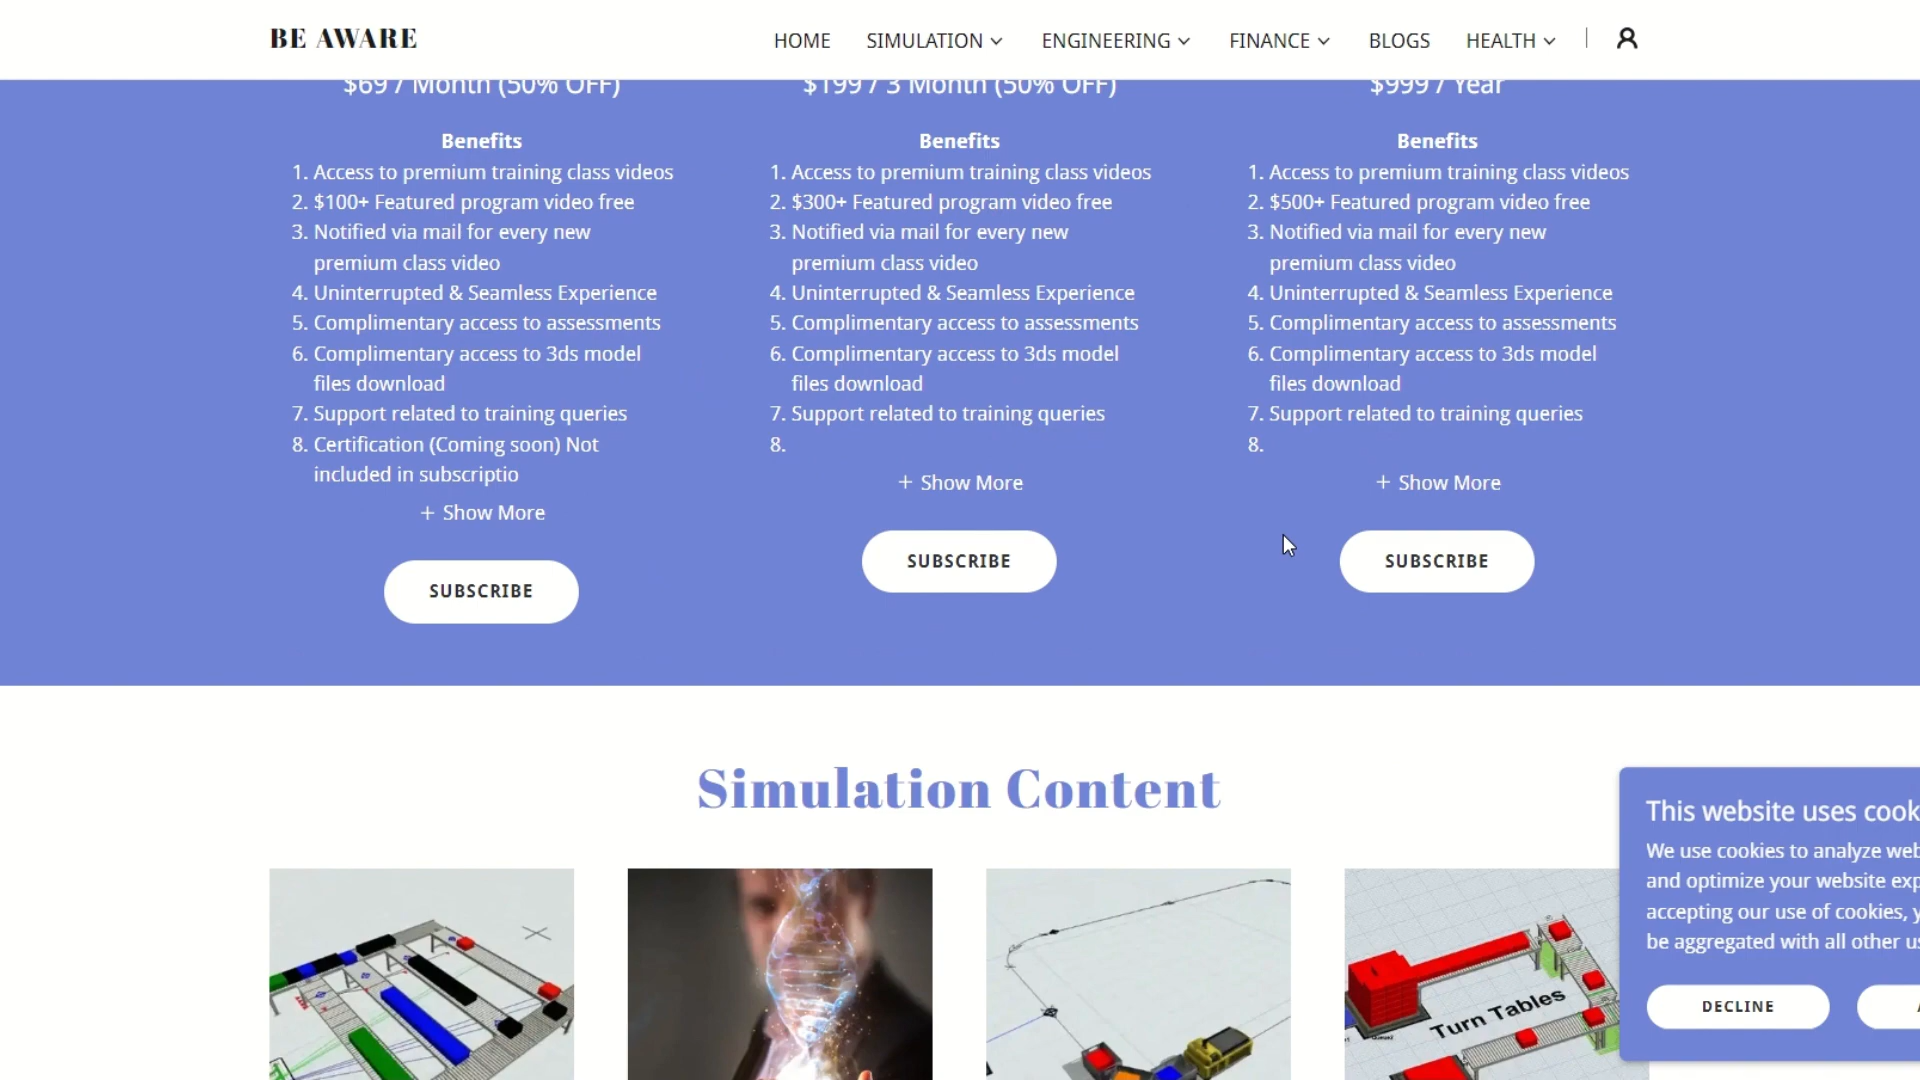 BE AWARE
HOME
SIMULATION
ENGINEERING
FINANCE
BLOGS
HEALTH
$69 / Month (50% OFF)
Benefits
1. Access to premium training class videos
2. $100+ Featured program video free
3. Notified via mail for every new
premium class video
4. Uninterrupted & Seamless Experience
5. Complimentary access to assessments
6. Complimentary access to 3ds model
files download
7. Support related to training queries
8. Certification (Coming soon) Not
included in subscriptio
+ Show More
SUBSCRIBE
$199 / 3 Month (50% OFF)
Benefits
1. Access to premium training class videos
2. $300+ Featured program video free
3. Notified via mail for every new
premium class video
4. Uninterrupted & Seamless Experience
5. Complimentary access to assessments
6. Complimentary access to 3ds model
files download
7. Support related to training queries
8.
+ Show More
SUBSCRIBE
$999 / Year
Benefits
1. Access to premium training class videos
2. $500+ Featured program video free
3. Notified via mail for every new
premium class video
4. Uninterrupted & Seamless Experience
5. Complimentary access to assessments
6. Complimentary access to 3ds model
files download
7. Support related to training queries
8.
+ Show More
SUBSCRIBE
Simulation Content
Turn Tables
This website uses cook
We use cookies to analyze web
and optimize your website exp
accepting our use of cookies, y
be aggregated with all other us
DECLINE